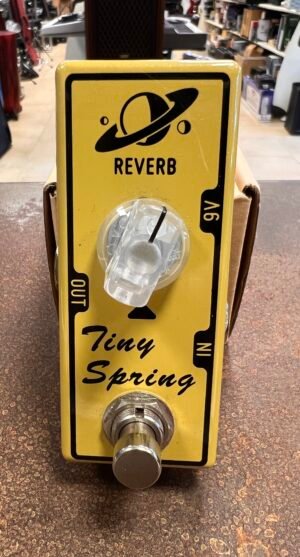 REVERB
9V
OUT
IN
Tiny
Spring